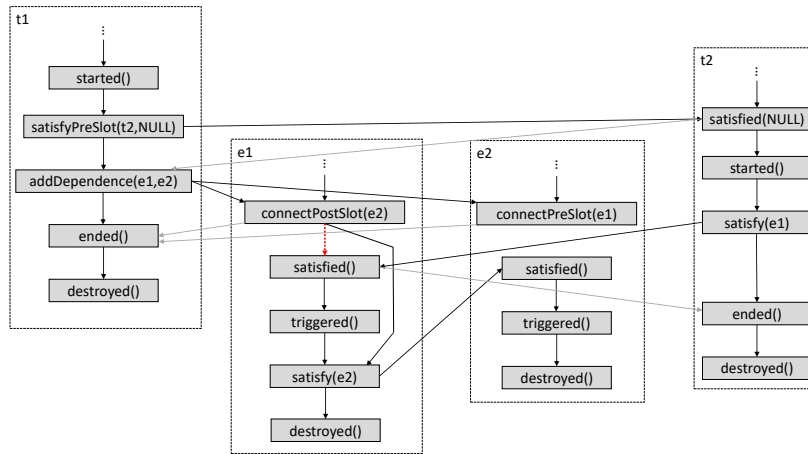 t1
⋮
started()
satisfyPreSlot(t2,NULL)
addDependence(e1,e2)
ended()
destroyed()
e1
⋮
connectPostSlot(e2)
satisfied()
triggered()
satisfy(e2)
destroyed()
e2
⋮
connectPreSlot(e1)
satisfied()
triggered()
destroyed()
t2
⋮
satisfied(NULL)
started()
satisfy(e1)
ended()
destroyed()